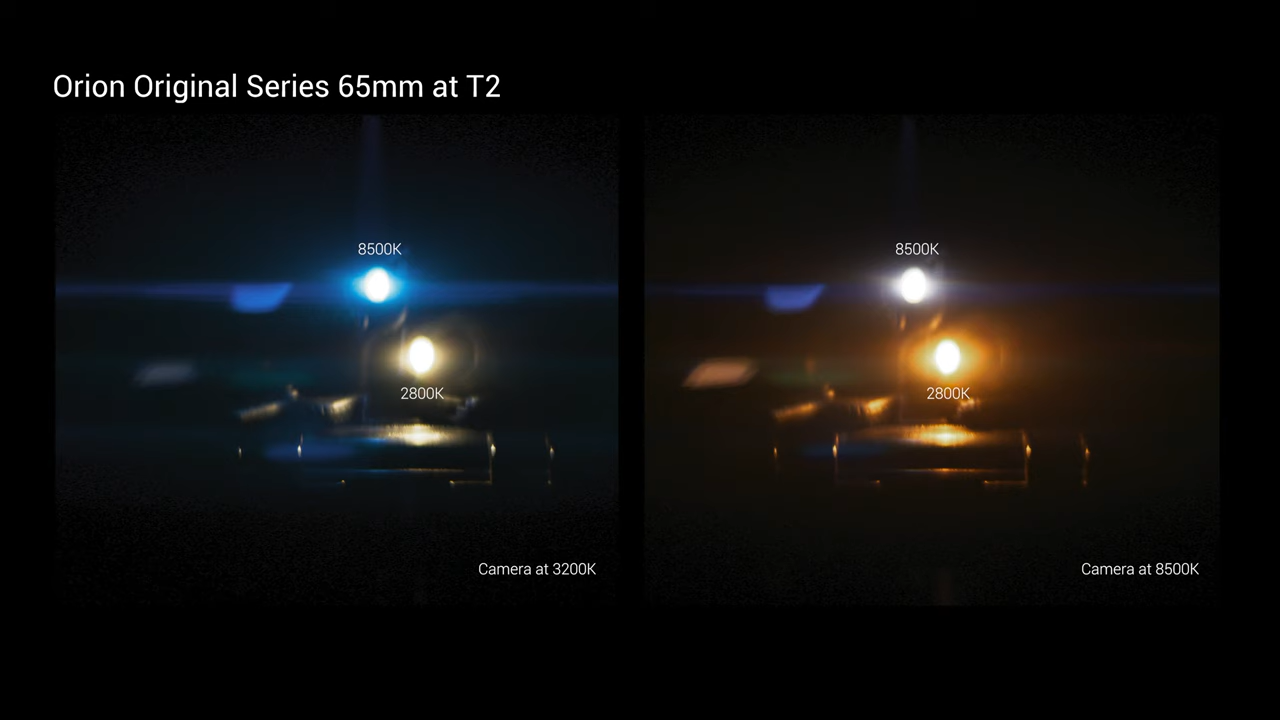 Orion Original Series 65mm at T2
8500K
2800K
Camera at 3200K
8500K
2800K
Camera at 8500K